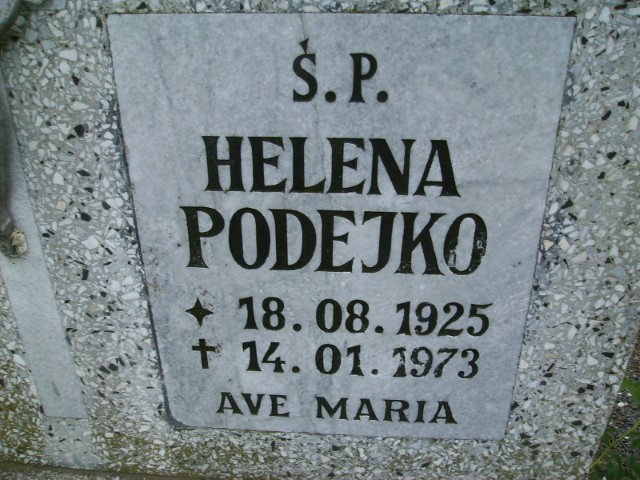 Ś.P.
HELENA
PODEJKO
✦ 18.08.1925
✝ 14.01.1973
AVE MARIA